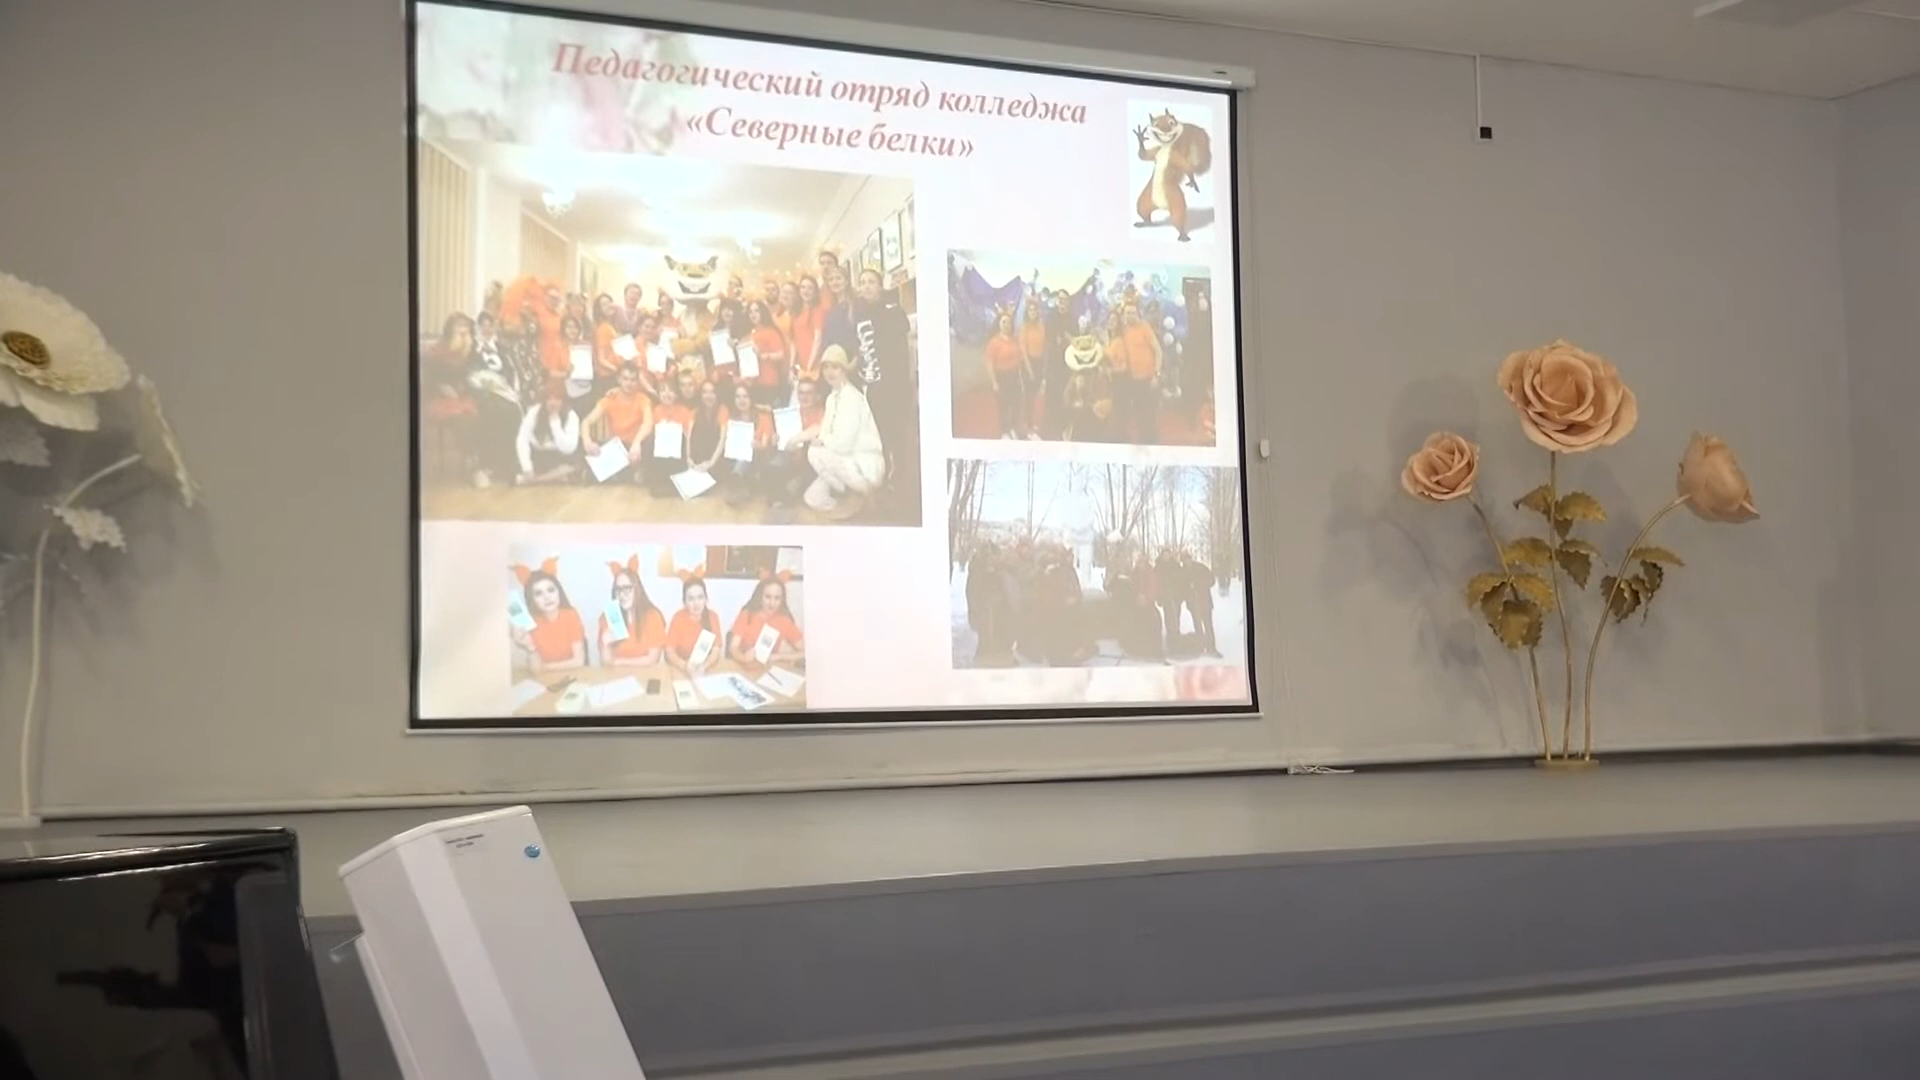 Педагогический отряд колледжа
«Северные белки»